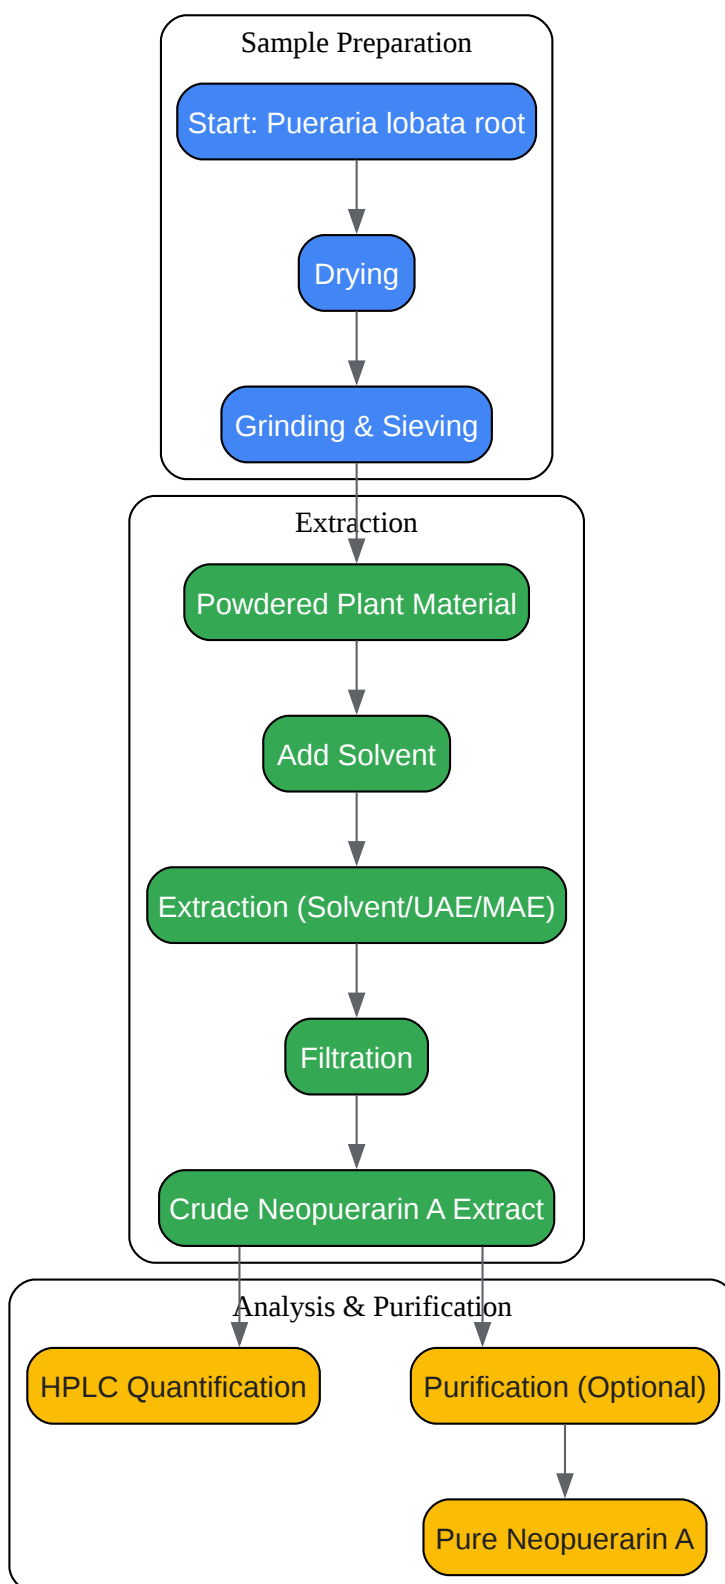 Sample Preparation
Start: Pueraria lobata root
Drying
Grinding & Sieving
Extraction
Powdered Plant Material
Add Solvent
Extraction (Solvent/UAE/MAE)
Filtration
Crude Neopuerarin A Extract
Analysis & Purification
HPLC Quantification
Purification (Optional)
Pure Neopuerarin A